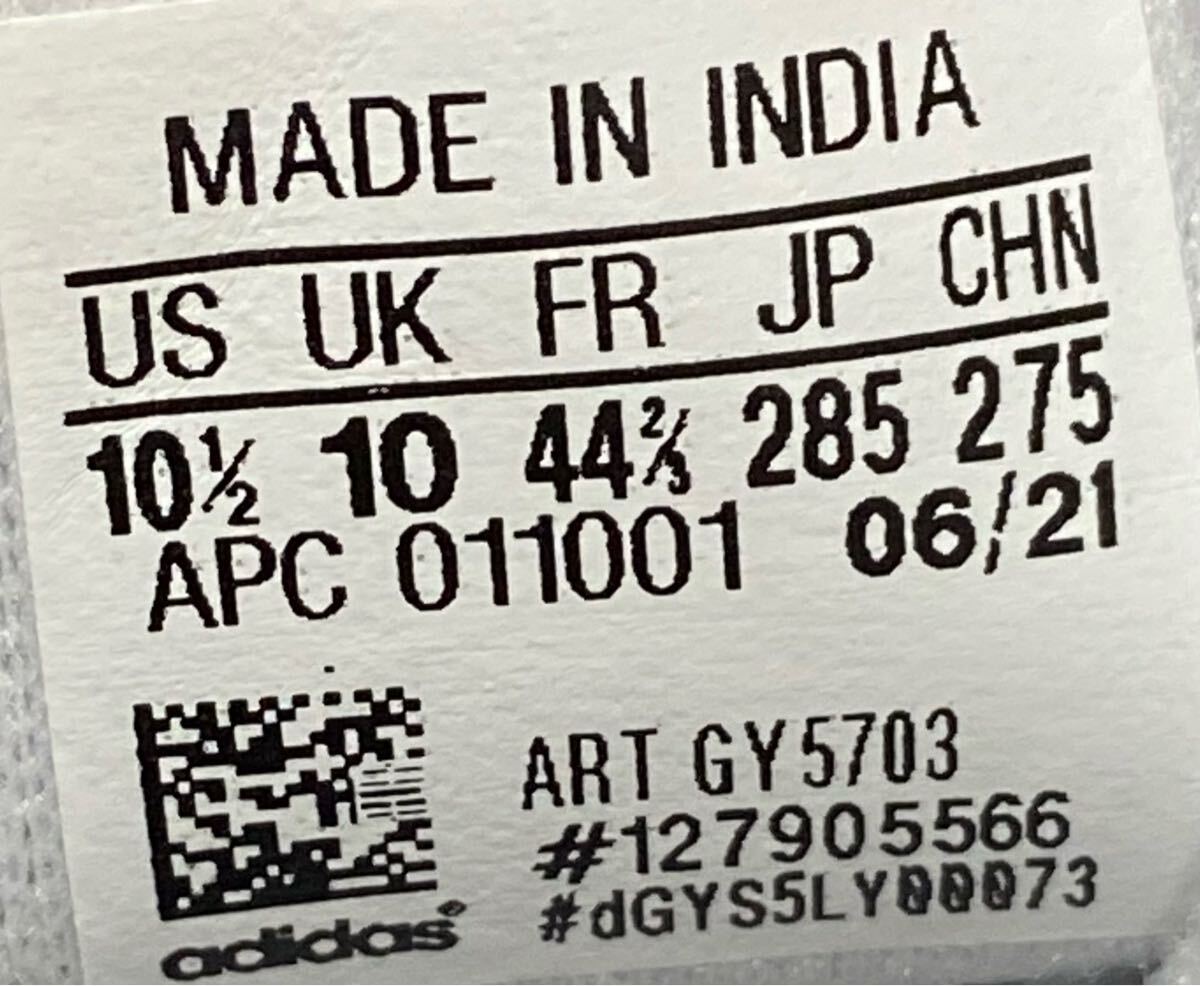 MADE IN INDIA
US UK FR JP CHN
10½ 10 44⅔ 285 275
APC 011001 06/21
ART GY5703
#127905566
#dGYS5LY00073
adidas®